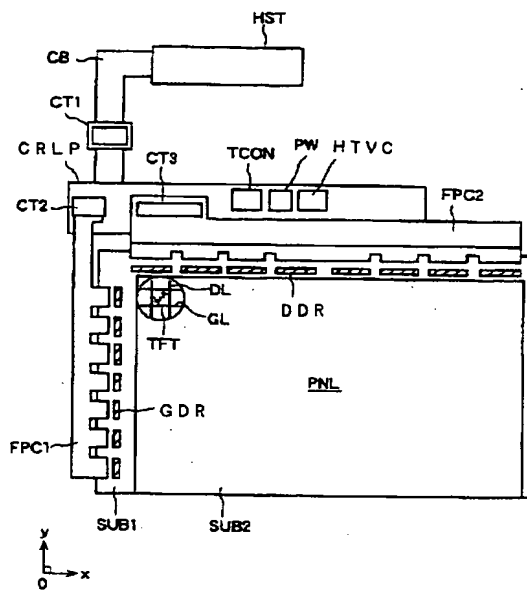 HST
CB
CT1
CRLP
CT3
TCON
PW
HTVC
CT2
FPC2
DL
GL
DDR
TFT
PNL
GDR
FPC1
SUB1
SUB2
y
0
x